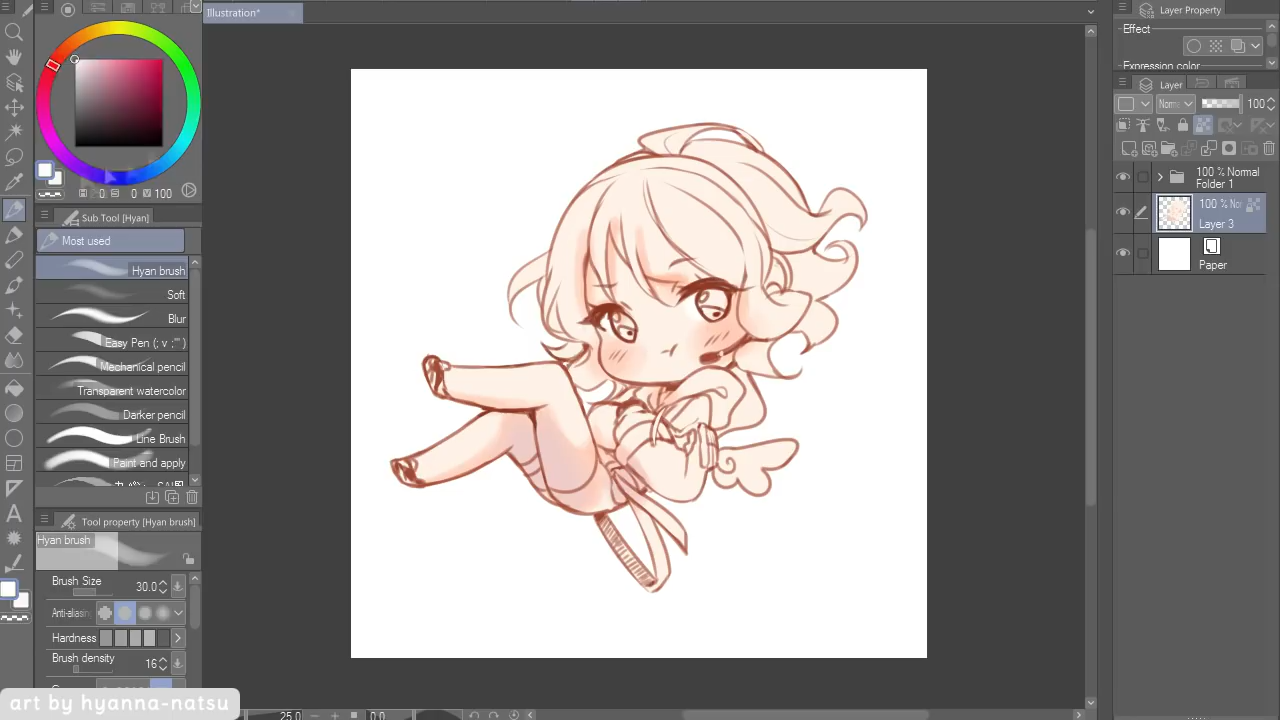 Illustration*
Layer Property
Effect
Expression color
Layer
100
100 % Normal
Folder 1
100 %
Layer 3
Paper
100
Sub Tool [Hyan]
Most used
Hyan brush
Soft
Blur
Easy Pen (; v ;"" )
Mechanical pencil
Transparent watercolor
Darker pencil
Line Brush
Paint and apply
Tool property [Hyan brush]
Hyan brush
Brush Size
30.0
Hardness
Brush density
16
art by hyanna-natsu
25.0
0.0